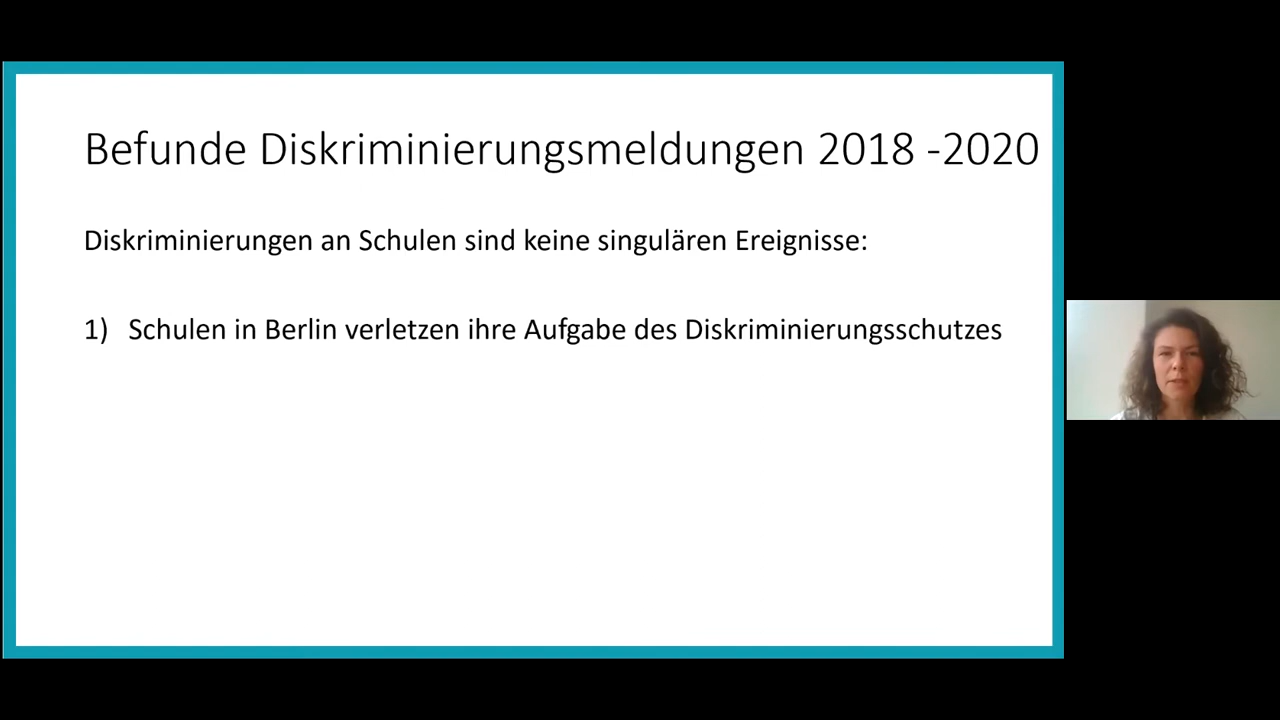 Befunde Diskriminierungsmeldungen 2018 -2020
Diskriminierungen an Schulen sind keine singulären Ereignisse:
1) Schulen in Berlin verletzen ihre Aufgabe des Diskriminierungsschutzes